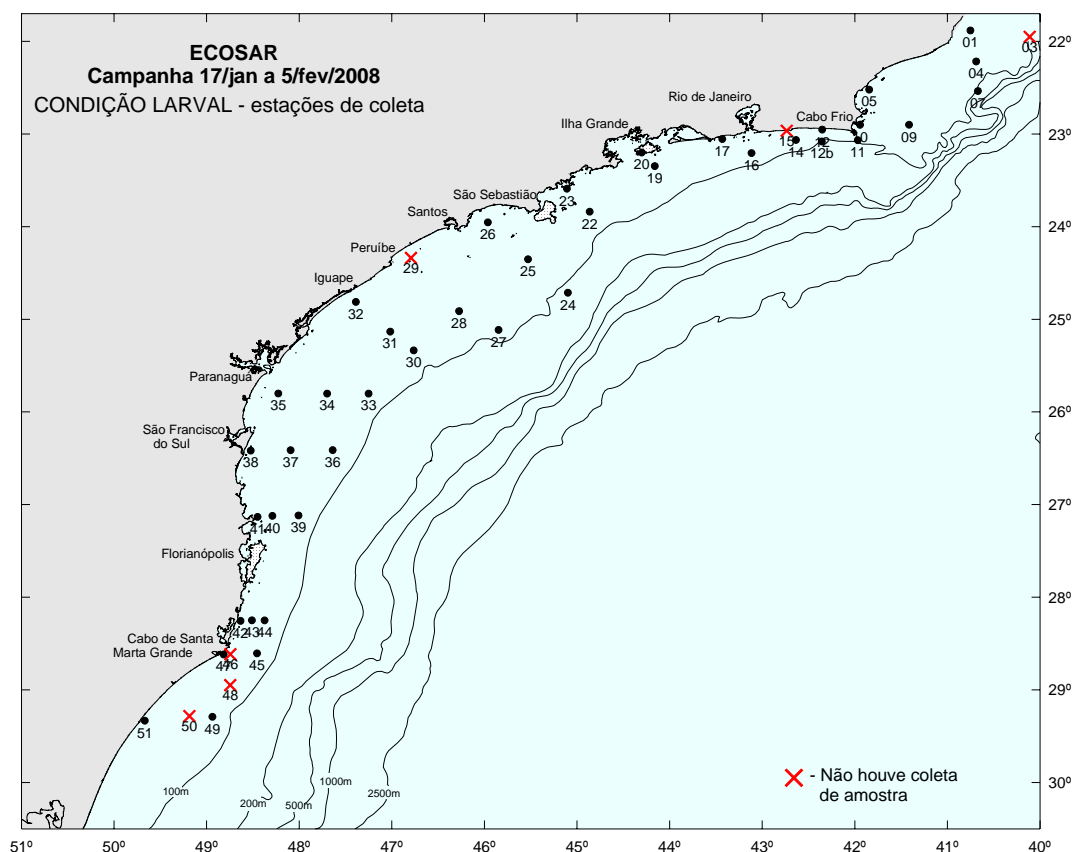 ECOSAR
Campanha 17/jan a 5/fev/2008
CONDIÇÃO LARVAL - estações de coleta
Rio de Janeiro
Cabo Frio
Ilha Grande
São Sebastião
Santos
Peruíbe
Iguape
Paranaguá
São Francisco
do Sul
Florianópolis
Cabo de Santa
Marta Grande
01
03
04
05
07
09
11
12b
14
15
16
17
19
20
22
23
24
25
26
27
28
29
30
31
32
33
34
35
36
37
38
39
40
41
42
43
44
45
46
47
48
49
50
51
100m
200m
500m
1000m
2500m
- Não houve coleta
de amostra
22º
23º
24º
25º
26º
27º
28º
29º
30º
51º
50º
49º
48º
47º
46º
45º
44º
43º
42º
41º
40º